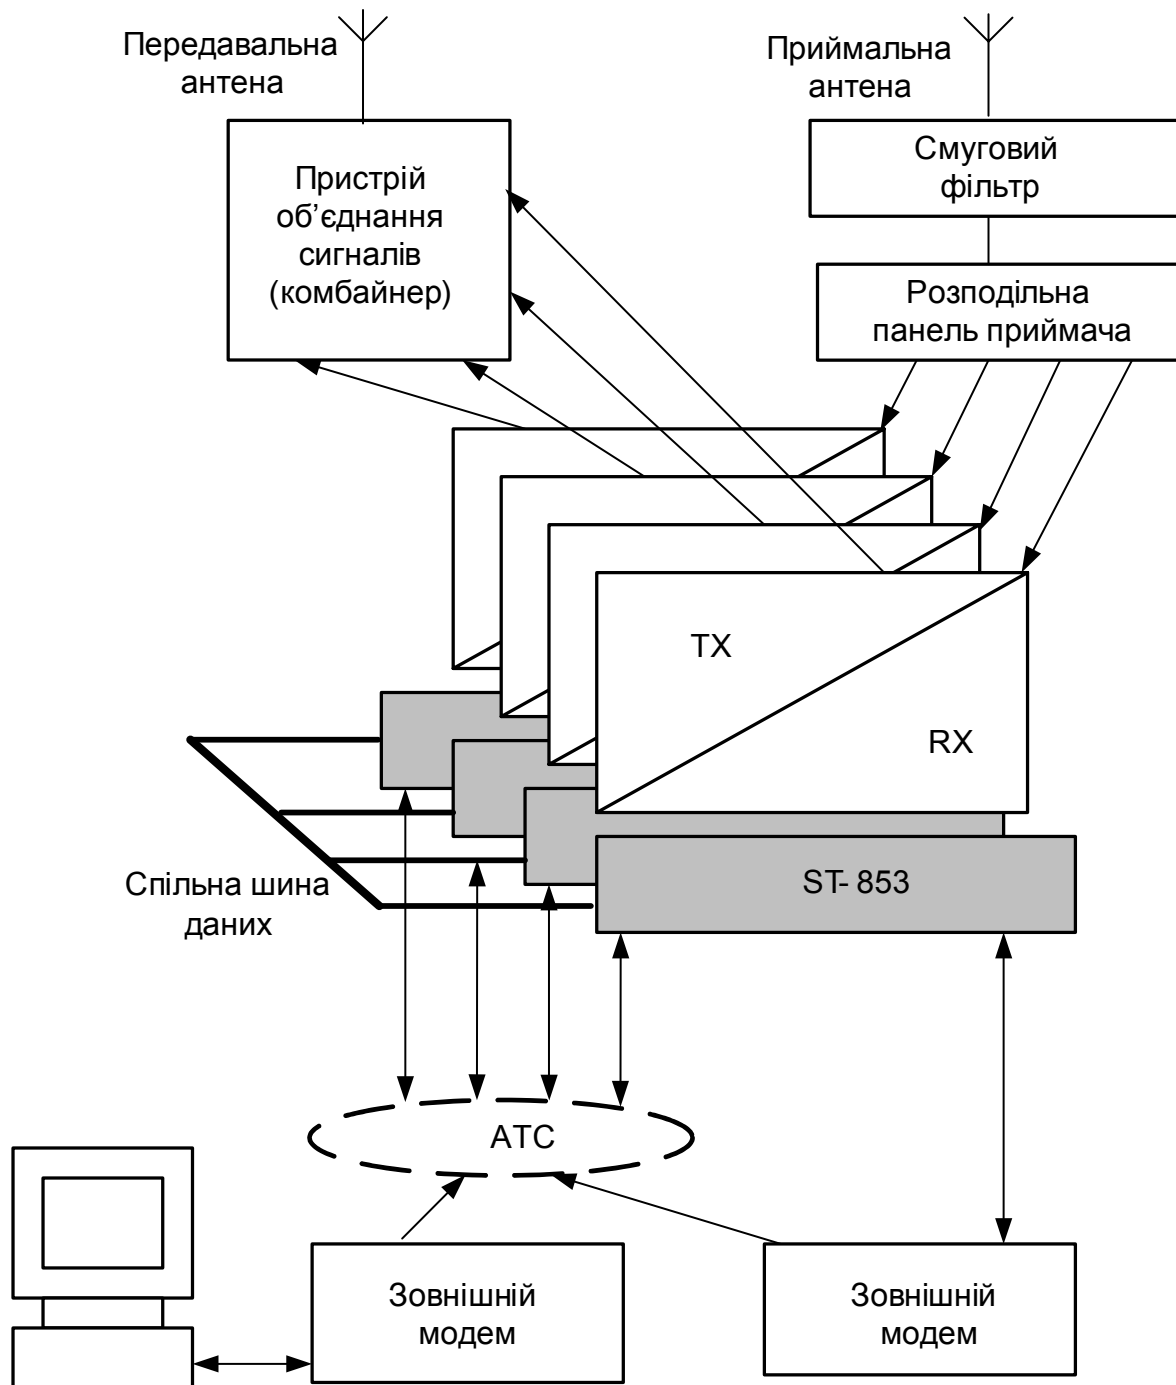 Передавальна
антена
Приймальна
антена
Пристрій
об’єднання
сигналів
(комбайнер)
Смуговий
фільтр
Розподільна
панель приймача
TX
RX
ST- 853
Спільна шина
даних
АТС
Зовнішній
модем
Зовнішній
модем